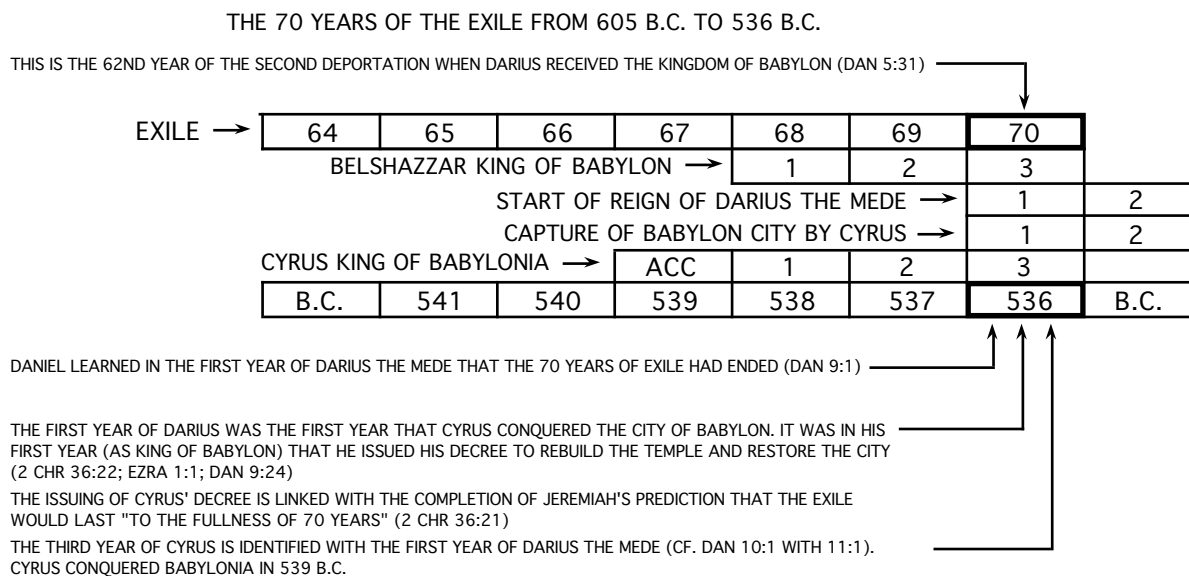 THE 70 YEARS OF THE EXILE FROM 605 B.C. TO 536 B.C.
THIS IS THE 62ND YEAR OF THE SECOND DEPORTATION WHEN DARIUS RECEIVED THE KINGDOM OF BABYLON (DAN 5:31)
EXILE 64 65 66 67 68 69 70
BELSHAZZAR KING OF BABYLON 1 2 3
START OF REIGN OF DARIUS THE MEDE 1 2
CAPTURE OF BABYLON CITY BY CYRUS 1 2
CYRUS KING OF BABYLONIA ACC 1 2 3
B.C. 541 540 539 538 537 536 B.C.
DANIEL LEARNED IN THE FIRST YEAR OF DARIUS THE MEDE THAT THE 70 YEARS OF EXILE HAD ENDED (DAN 9:1)
THE FIRST YEAR OF DARIUS WAS THE FIRST YEAR THAT CYRUS CONQUERED THE CITY OF BABYLON. IT WAS IN HIS
FIRST YEAR (AS KING OF BABYLON) THAT HE ISSUED HIS DECREE TO REBUILD THE TEMPLE AND RESTORE THE CITY
(2 CHR 36:22; EZRA 1:1; DAN 9:24)
THE ISSUING OF CYRUS' DECREE IS LINKED WITH THE COMPLETION OF JEREMIAH'S PREDICTION THAT THE EXILE
WOULD LAST "TO THE FULLNESS OF 70 YEARS" (2 CHR 36:21)
THE THIRD YEAR OF CYRUS IS IDENTIFIED WITH THE FIRST YEAR OF DARIUS THE MEDE (CF. DAN 10:1 WITH 11:1).
CYRUS CONQUERED BABYLONIA IN 539 B.C.